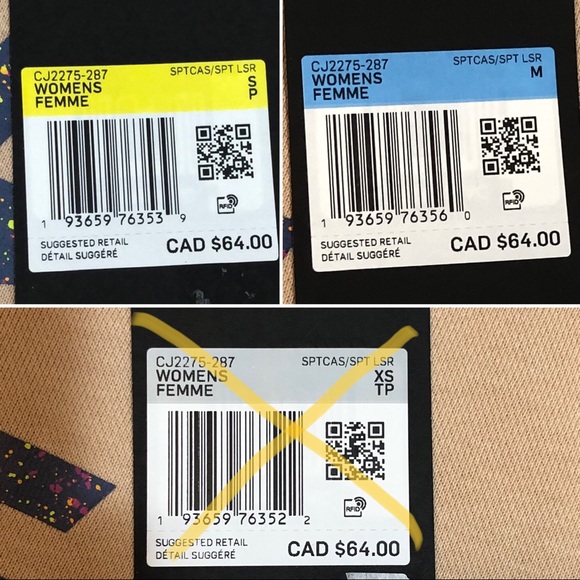 CJ2275-287 SPTCAS/SPT LSR
WOMENS S
FEMME P
1 93659 76353 9
RFID
SUGGESTED RETAIL
DÉTAIL SUGGÉRÉ
CAD $64.00
CJ2275-287 SPTCAS/SPT LSR
WOMENS M
FEMME
1 93659 76356 0
RFID
SUGGESTED RETAIL
DÉTAIL SUGGÉRÉ
CAD $64.00
CJ2275-287 SPTCAS/SPT LSR
WOMENS XS
FEMME TP
1 93659 76352 2
RFID
SUGGESTED RETAIL
DÉTAIL SUGGÉRÉ
CAD $64.00